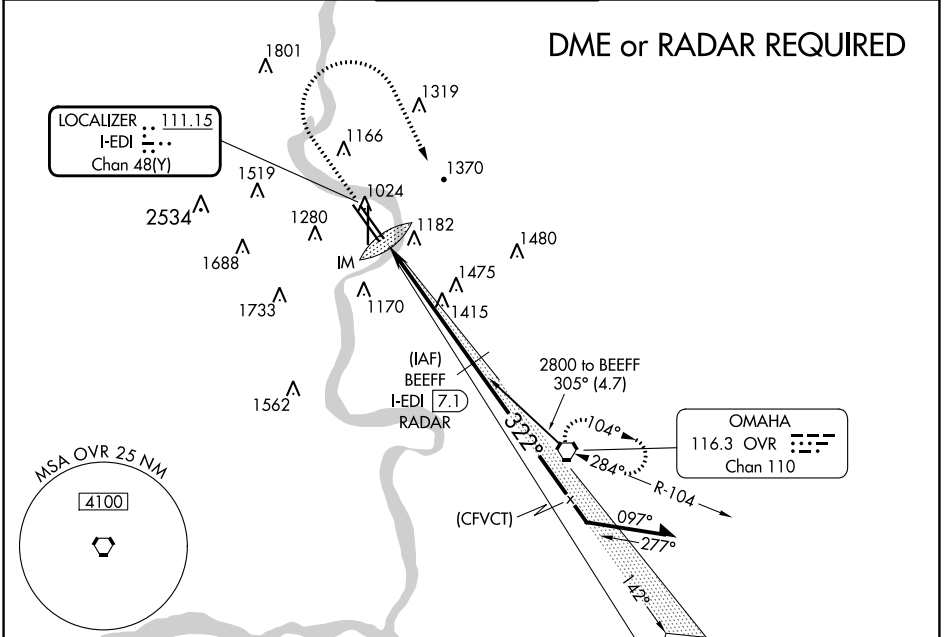 DME or RADAR REQUIRED
1801
1319
LOCALIZER 111.15
I-EDI
Chan 48(Y)
1166
1370
1519
1024
2534
1280
1182
1480
1688
IM
1475
1733
1170
1415
(IAF)
BEEFF
I-EDI 7.1
RADAR
2800 to BEEFF
305° (4.7)
1562
322°
104°
OMAHA
116.3 OVR
Chan 110
284°
R-104
MSA OVR 25 NM
4100
(CFVCT)
097°
277°
142°